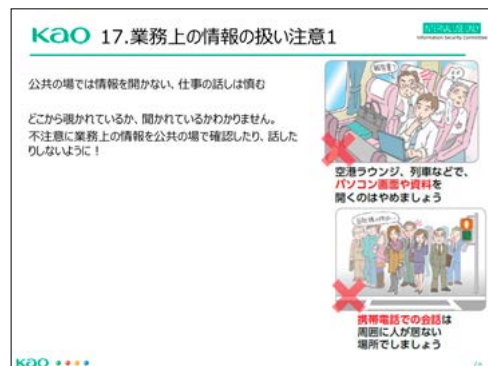 Kao 17.業務上の情報の扱い注意1
INTERNAL USE ONLY
Information Security Committee
公共の場では情報を開かない、仕事の話しは慎む
どこから覗かれているか、聞かれているかわかりません。
不注意に業務上の情報を公共の場で確認したり、話した
りしないように！
空港ラウンジ、列車などで、
パソコン画面や資料を
開くのはやめましょう
携帯電話での会話は
周囲に人が居ない
場所でしましょう
Kao